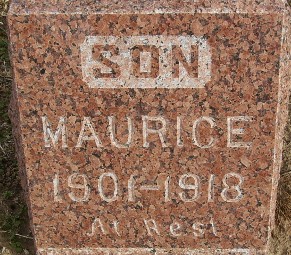 SON
MAURICE
1901-1918
At Rest